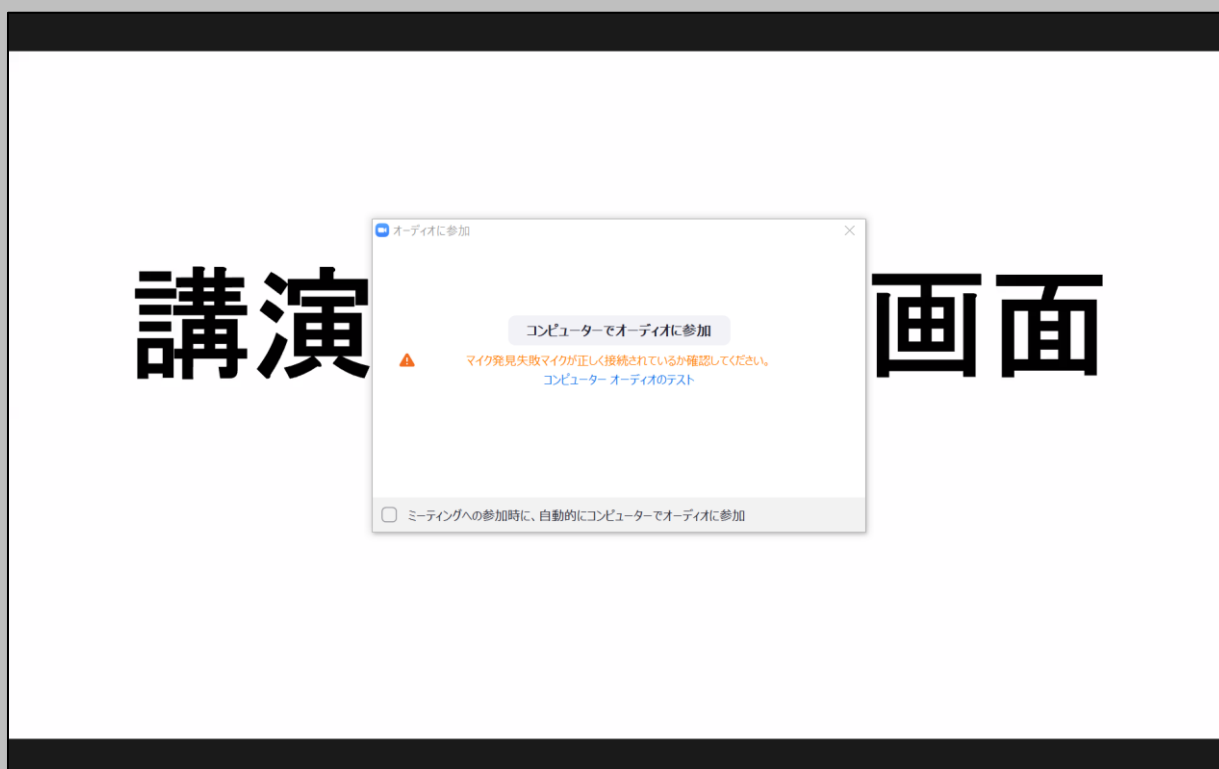 オーディオに参加
講演
画面
コンピューターでオーディオに参加
マイク発見失敗マイクが正しく接続されているか確認してください。
コンピューター オーディオのテスト
ミーティングへの参加時に、自動的にコンピューターでオーディオに参加